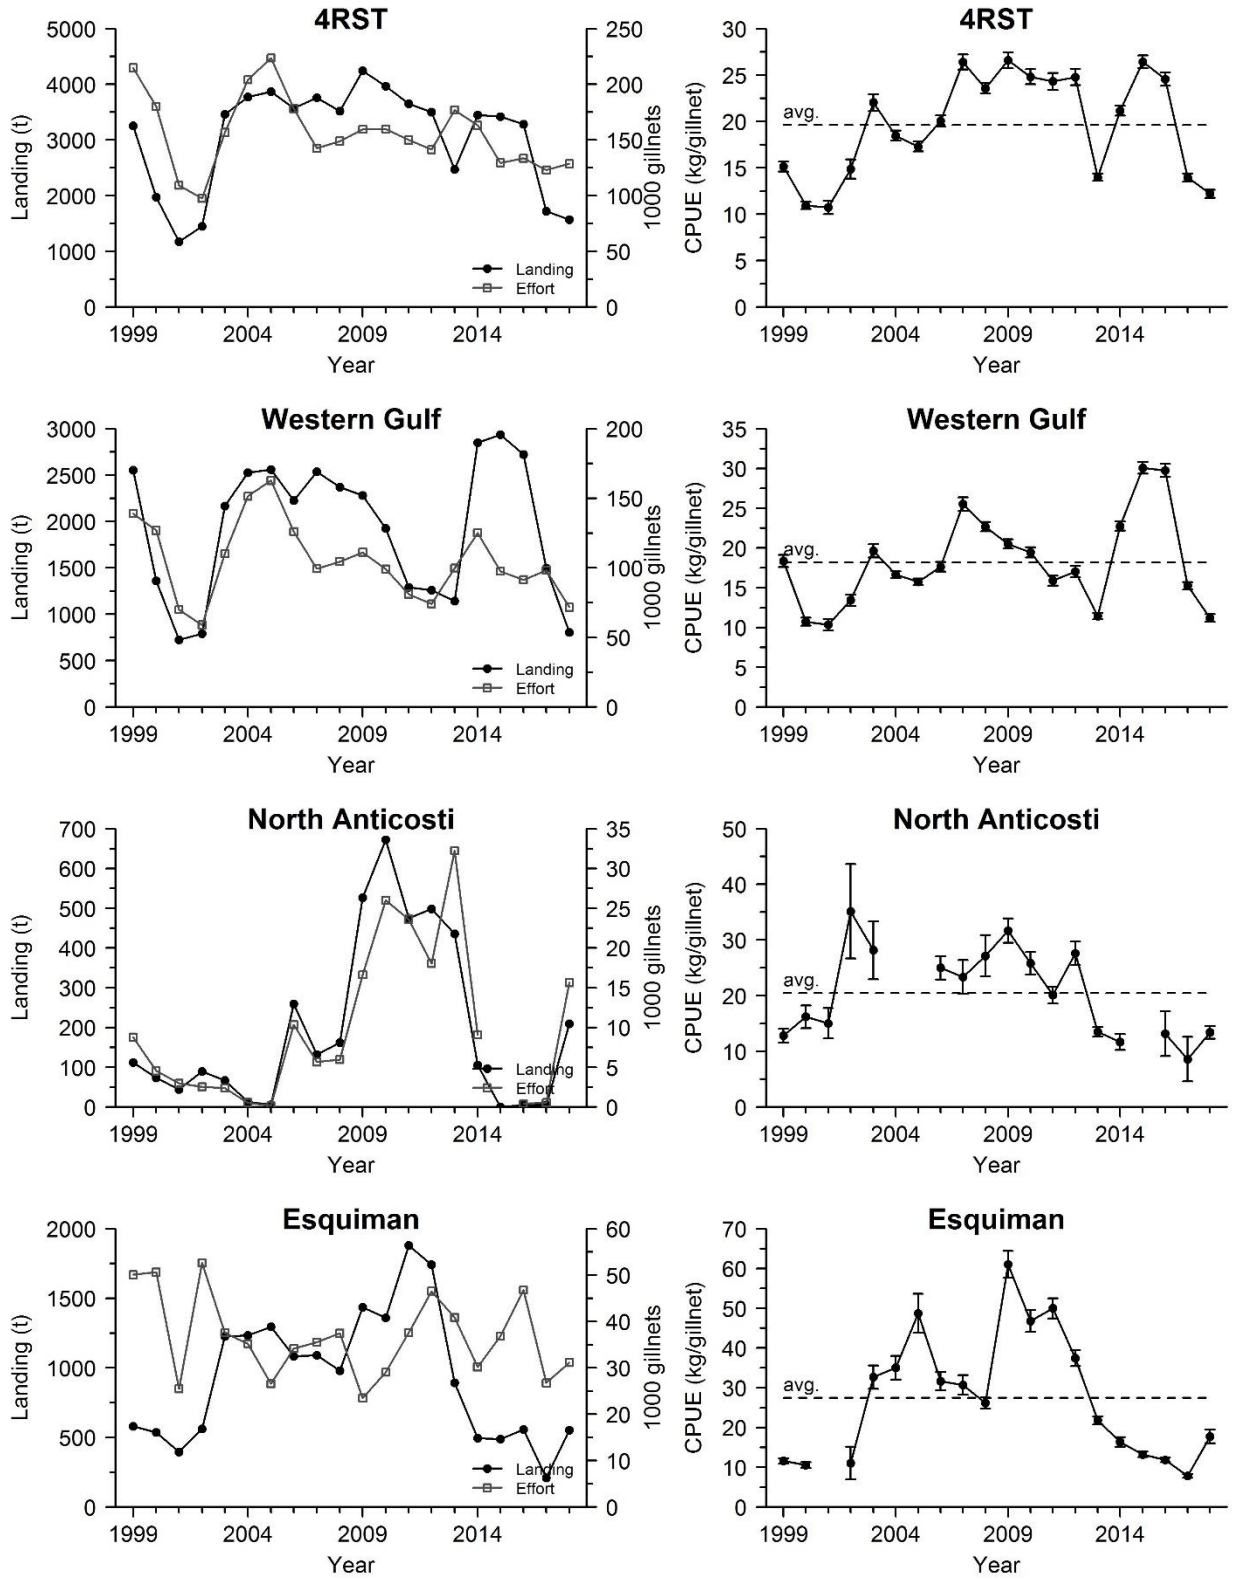 4RST
5000
4000
3000
2000
1000
0
Landing (t)
250
200
150
100
50
0
1000 gillnets
Landing
Effort
1999 2004 2009 2014
Year
4RST
30
25
20
15
10
5
0
CPUE (kg/gillnet)
avg.
1999 2004 2009 2014
Year
Western Gulf
3000
2500
2000
1500
1000
500
0
Landing (t)
200
150
100
50
0
1000 gillnets
Landing
Effort
1999 2004 2009 2014
Year
Western Gulf
35
30
25
20
15
10
5
0
CPUE (kg/gillnet)
avg.
1999 2004 2009 2014
Year
North Anticosti
700
600
500
400
300
200
100
0
Landing (t)
35
30
25
20
15
10
5
0
1000 gillnets
Landing
Effort
1999 2004 2009 2014
Year
North Anticosti
50
40
30
20
10
0
CPUE (kg/gillnet)
avg.
1999 2004 2009 2014
Year
Esquiman
2000
1500
1000
500
0
Landing (t)
60
50
40
30
20
10
0
1000 gillnets
Landing
Effort
1999 2004 2009 2014
Year
Esquiman
70
60
50
40
30
20
10
0
CPUE (kg/gillnet)
avg.
1999 2004 2009 2014
Year